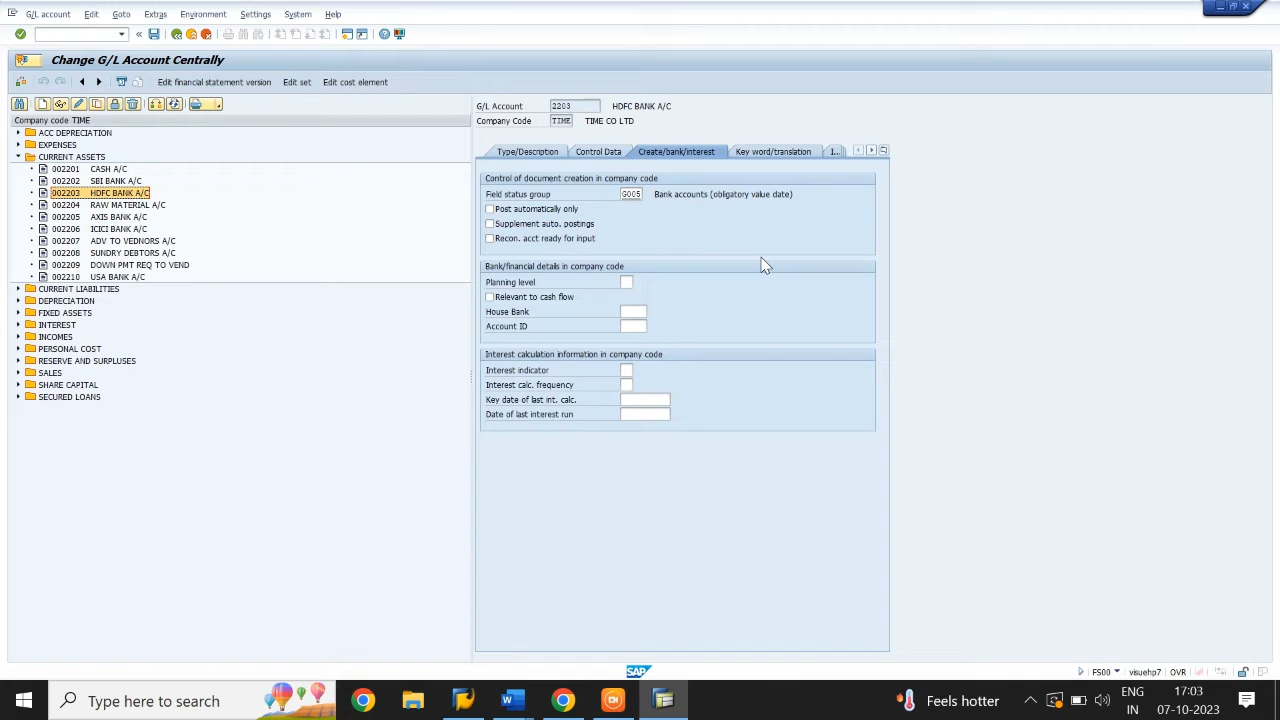 G/L account Edit Goto Extras Environment Settings System Help
Change G/L Account Centrally
Edit financial statement version Edit set Edit cost element
Company code TIME
ACC DEPRECIATION
EXPENSES
CURRENT ASSETS
002201 CASH A/C
002202 SBI BANK A/C
002203 HDFC BANK A/C
002204 RAW MATERIAL A/C
002205 AXIS BANK A/C
002206 ICICI BANK A/C
002207 ADV TO VEDNORS A/C
002208 SUNDRY DEBTORS A/C
002209 DOWN PMT REQ TO VEND
002210 USA BANK A/C
CURRENT LIABILITIES
DEPRECIATION
FIXED ASSETS
INTEREST
INCOMES
PERSONAL COST
RESERVE AND SURPLUSES
SALES
SHARE CAPITAL
SECURED LOANS
G/L Account 2203 HDFC BANK A/C
Company Code TIME TIME CO LTD
Type/Description Control Data Create/bank/interest Key word/translation I...
Control of document creation in company code
Field status group G005 Bank accounts (obligatory value date)
Post automatically only
Supplement auto. postings
Recon. acct ready for input
Bank/financial details in company code
Planning level
Relevant to cash flow
House Bank
Account ID
Interest calculation information in company code
Interest indicator
Interest calc. frequency
Key date of last int. calc.
Date of last interest run
SAP
FS00 visuehp7 OVR
Type here to search
Feels hotter
ENG
IN
17:03
07-10-2023